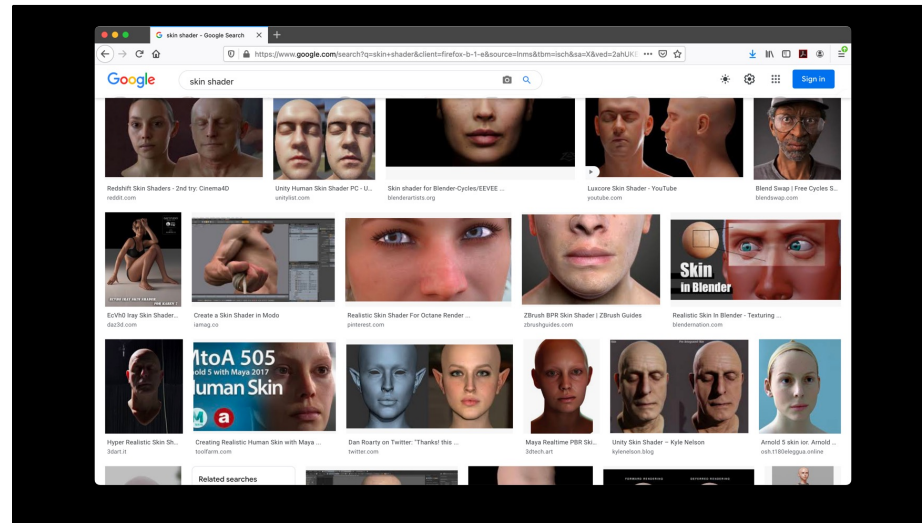 skin shader - Google Search
https://www.google.com/search?q=skin+shader&client=firefox-b-1-e&source=lnms&tbm=isch&sa=X&ved=2ahUKE
Google
skin shader
Sign in
Redshift Skin Shaders - 2nd try: Cinema4D
reddit.com
Unity Human Skin Shader PC - U...
unitylist.com
Skin shader for Blender-Cycles/EEVEE ...
blenderartists.org
Luxcore Skin Shader - YouTube
youtube.com
Blend Swap | Free Cycles S...
blendswap.com
Skin
in Blender
EcVh0 Iray Skin Shader...
daz3d.com
Create a Skin Shader in Modo
iamag.co
Realistic Skin Shader For Octane Render ...
pinterest.com
ZBrush BPR Skin Shader | ZBrush Guides
zbrushguides.com
Realistic Skin In Blender - Texturing ...
blendernation.com
MtoA 505
old 5 with Maya 2017
uman Skin
Hyper Realistic Skin Sh...
3dart.it
Creating Realistic Human Skin with Maya ...
toolfarm.com
Dan Roarty on Twitter: "Thanks! this ...
twitter.com
Maya Realtime PBR Ski...
3dtech.art
Unity Skin Shader – Kyle Nelson
kylenelson.blog
Arnold 5 skin ior. Arnold ...
osh.t180eleggua.online
Related searches